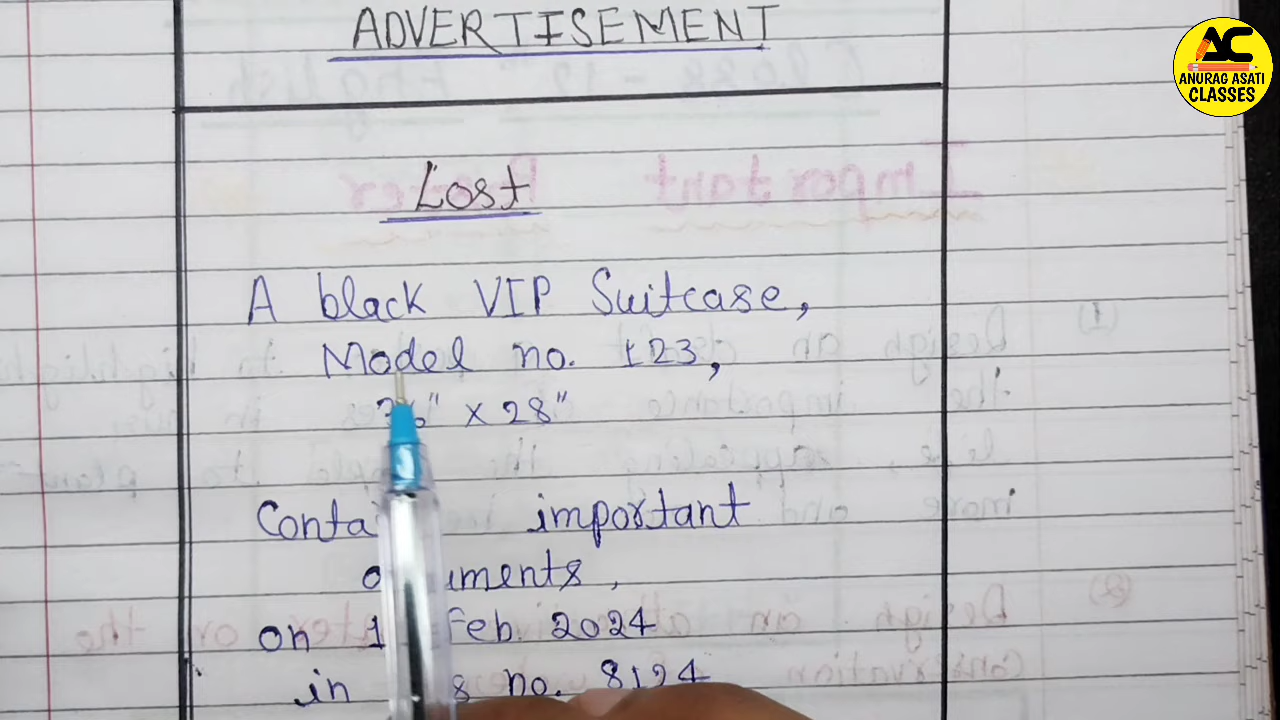 ADVERTISEMENT
AC
ANURAG ASATI
CLASSES
Lost
A black VIP Suitcase,
Model no. 123,
" x 28"
important
on Feb. 2024
in no. 8124